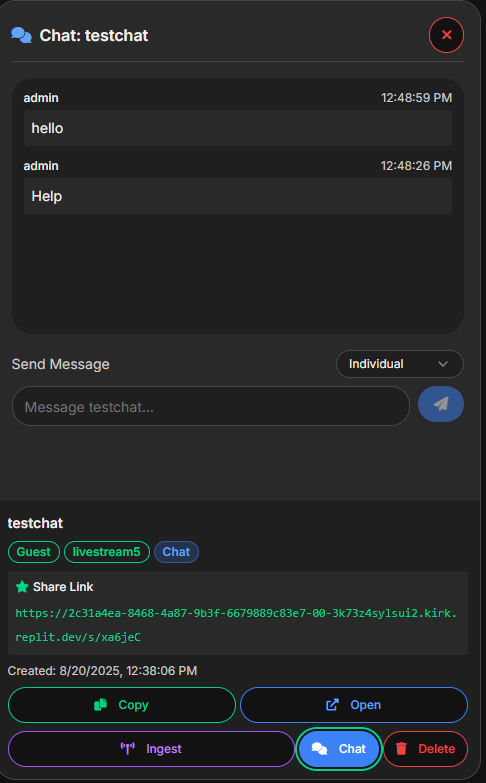 Chat: testchat
admin 12:48:59 PM
hello
admin 12:48:26 PM
Help
Send Message Individual
Message testchat...
testchat
Guest livestream5 Chat
Share Link
https://2c31a4ea-8468-4a87-9b3f-6679889c83e7-00-3k73z4sylsui2.kirk.
replit.dev/s/xa6jeC
Created: 8/20/2025, 12:38:06 PM
Copy Open
Ingest Chat Delete